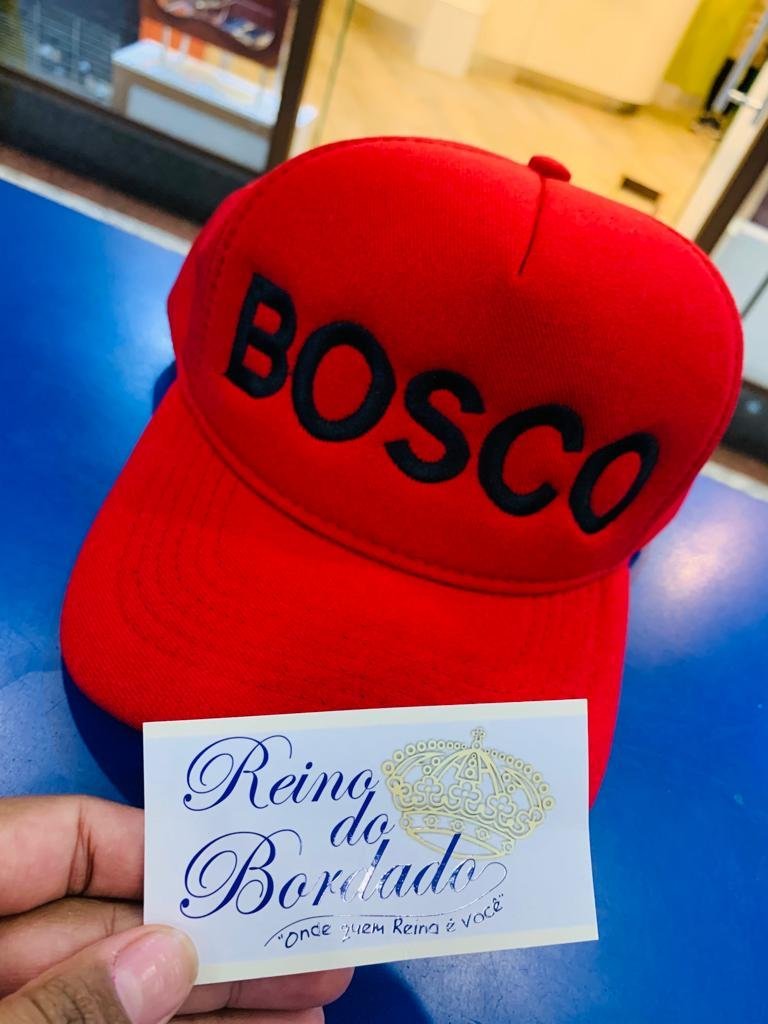 BOSCO
Reino
do
Bordado
"Onde quem Reina é você"